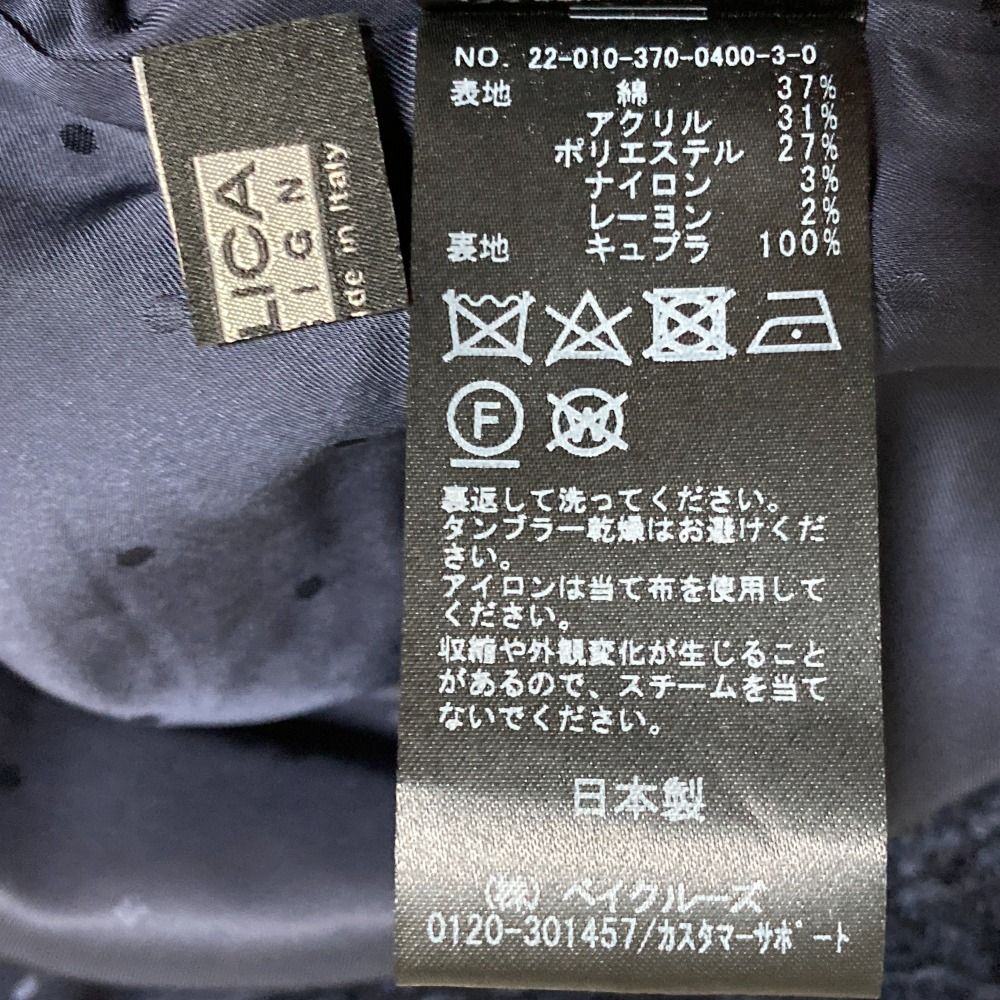 NO. 22-010-370-0400-3-0
表地 綿 37%
アクリル 31%
ポリエステル 27%
ナイロン 3%
レーヨン 2%
裏地 キュプラ 100%
F
W
裏返して洗ってください。
タンブラー乾燥はお避けくだ
さい。
アイロンは当て布を使用して
ください。
収縮や外観変化が生じること
があるので、スチームを当て
ないでください。
日本製
(株) ベイクルーズ
0120-301457/カスタマーサポート
LICA
IGN
de in Italy